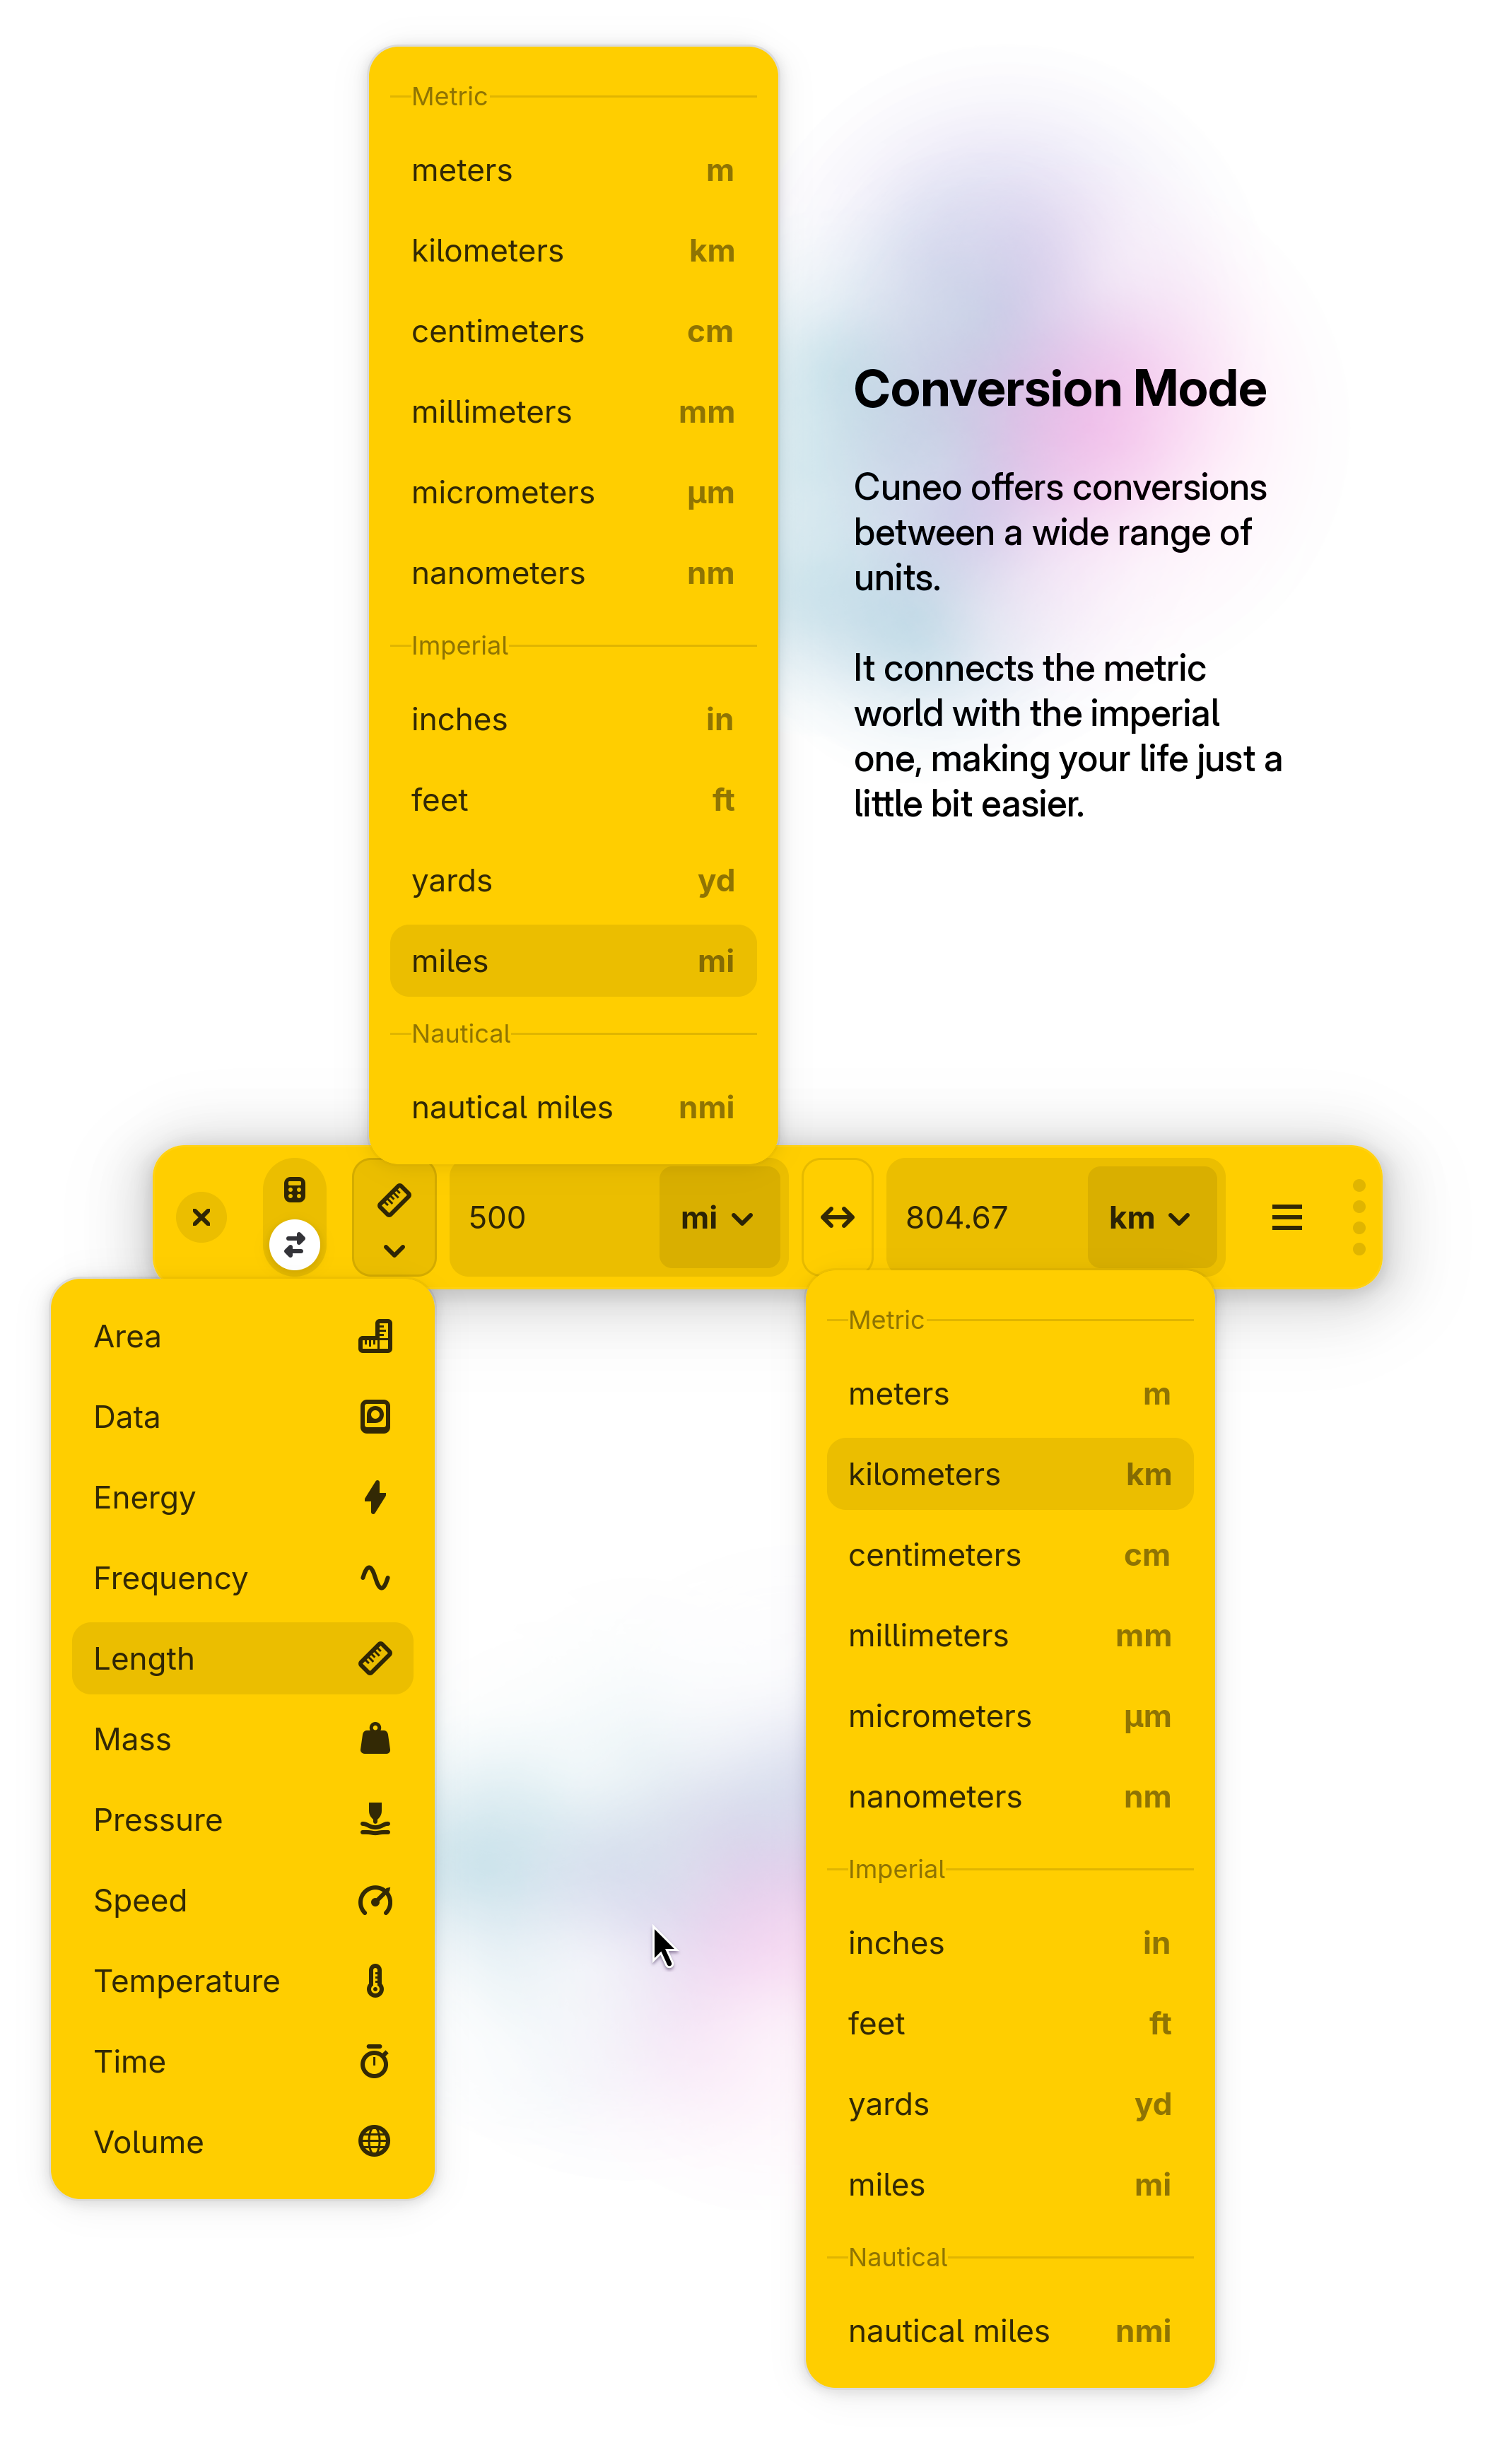 Metric
meters m
kilometers km
centimeters cm
millimeters mm
micrometers µm
nanometers nm
Imperial
inches in
feet ft
yards yd
miles mi
Nautical
nautical miles nmi
Conversion Mode
Cuneo offers conversions
between a wide range of
units.
It connects the metric
world with the imperial
one, making your life just a
little bit easier.
500 mi 804.67 km
Area
Data
Energy
Frequency
Length
Mass
Pressure
Speed
Temperature
Time
Volume
Metric
meters m
kilometers km
centimeters cm
millimeters mm
micrometers µm
nanometers nm
Imperial
inches in
feet ft
yards yd
miles mi
Nautical
nautical miles nmi